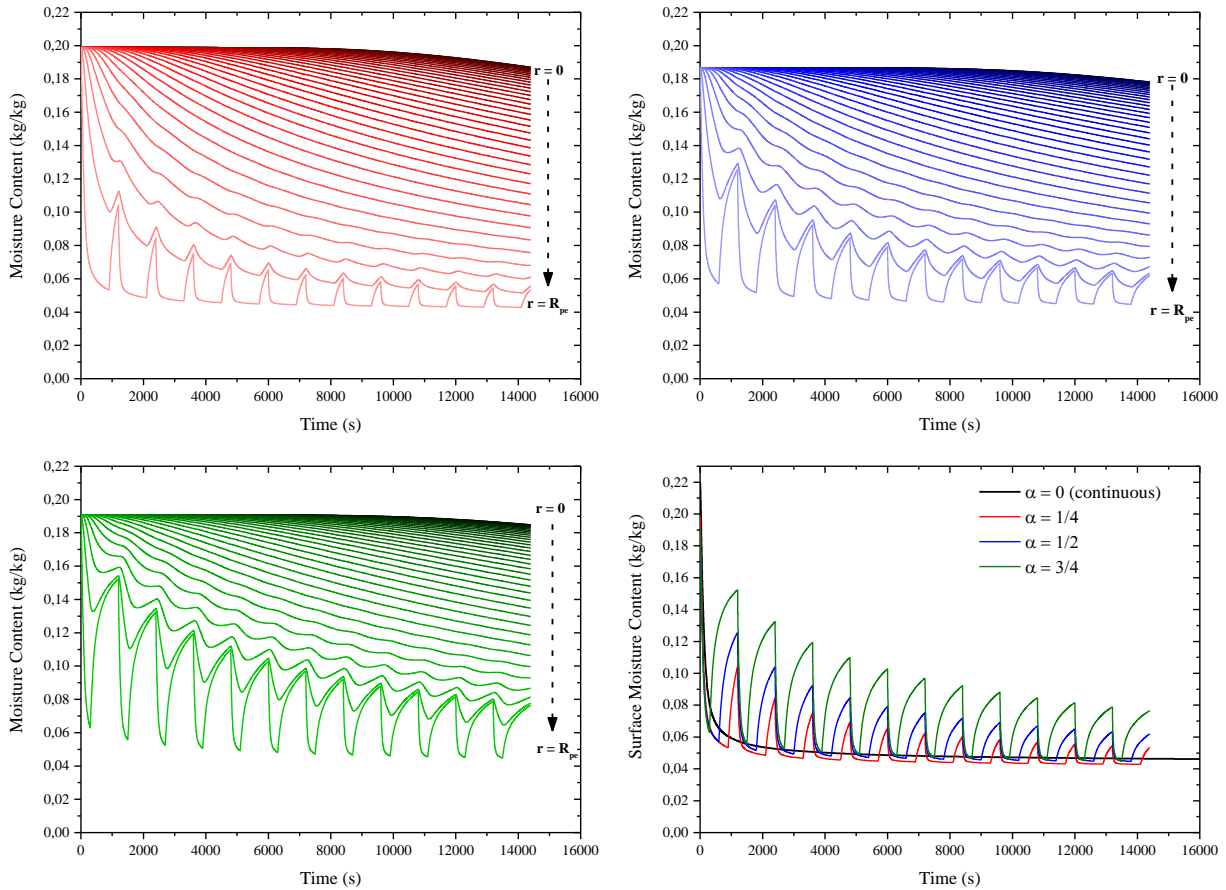 0,22
0,20
0,18
0,16
0,14
0,12
0,10
0,08
0,06
0,04
0,02
0,00
Moisture Content (kg/kg)
r = 0
r = Rpe
0 2000 4000 6000 8000 10000 12000 14000 16000
Time (s)
0,22
0,20
0,18
0,16
0,14
0,12
0,10
0,08
0,06
0,04
0,02
0,00
Moisture Content (kg/kg)
r = 0
r = Rpe
0 2000 4000 6000 8000 10000 12000 14000 16000
Time (s)
0,22
0,20
0,18
0,16
0,14
0,12
0,10
0,08
0,06
0,04
0,02
0,00
Moisture Content (kg/kg)
r = 0
r = Rpe
0 2000 4000 6000 8000 10000 12000 14000 16000
Time (s)
0,22
0,20
0,18
0,16
0,14
0,12
0,10
0,08
0,06
0,04
0,02
0,00
Surface Moisture Content (kg/kg)
α = 0 (continuous)
α = 1/4
α = 1/2
α = 3/4
0 2000 4000 6000 8000 10000 12000 14000 16000
Time (s)